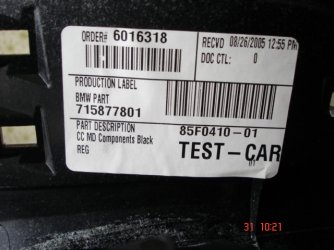 ORDER# 6016318
RECVD 08/26/2005 12:55 PM
DOC CTL: 0
PRODUCTION LABEL
BMW PART
715877801
PART DESCRIPTION
CC MD Components Black
REG
85F0410-01
TEST-CAR
31 10:21